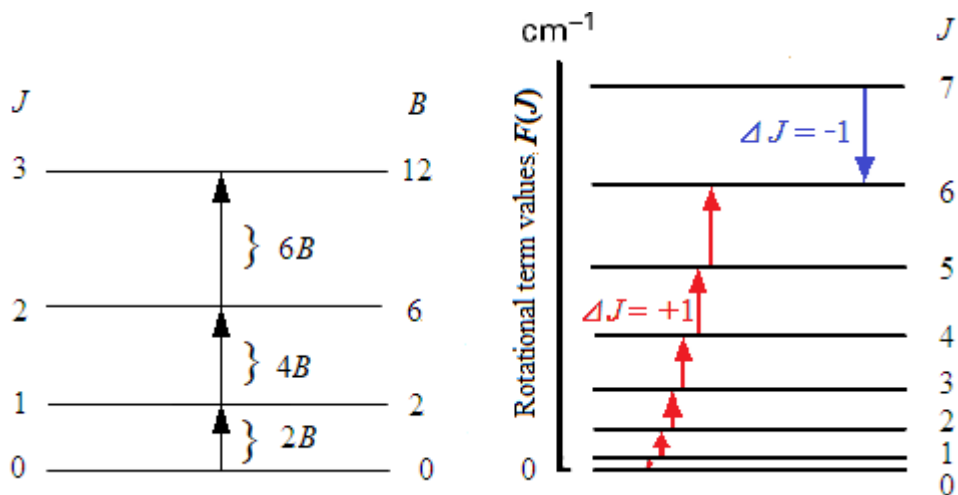 J B
3 12
} 6B
2 6
} 4B
1 2
} 2B
0 0
cm⁻¹ J
Rotational term values, F(J)
7
ΔJ = -1
6
5
ΔJ = +1
4
3
2
1
0 0